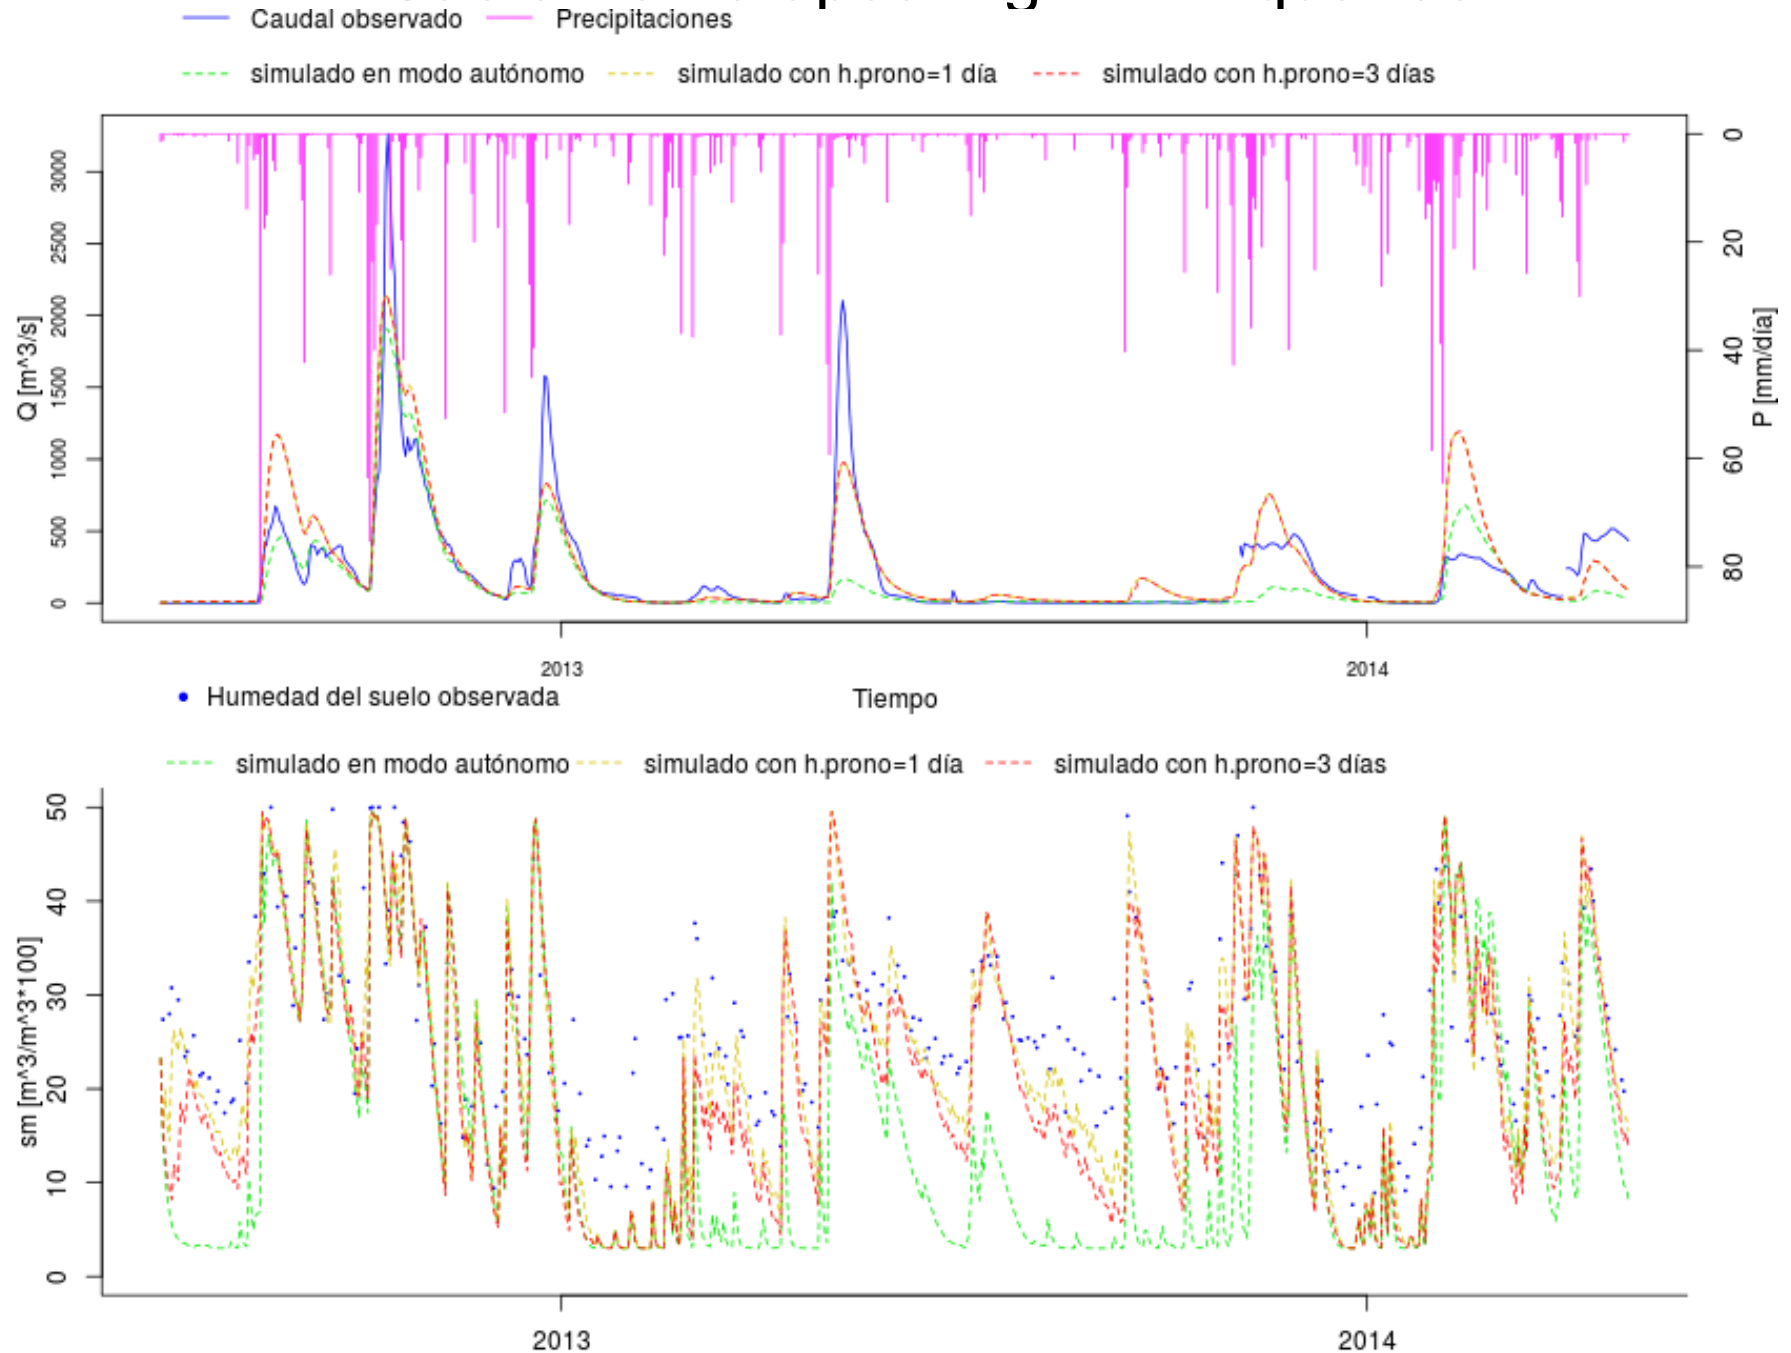 Caudal observado Precipitaciones
simulado en modo autónomo simulado con h.prono=1 día simulado con h.prono=3 días
Q [m^3/s]
0 500 1000 1500 2000 2500 3000
P [mm/día]
0 20 40 60 80
2013 2014
Tiempo
Humedad del suelo observada
simulado en modo autónomo simulado con h.prono=1 día simulado con h.prono=3 días
sm [m^3/m^3*100]
0 10 20 30 40 50
2013 2014